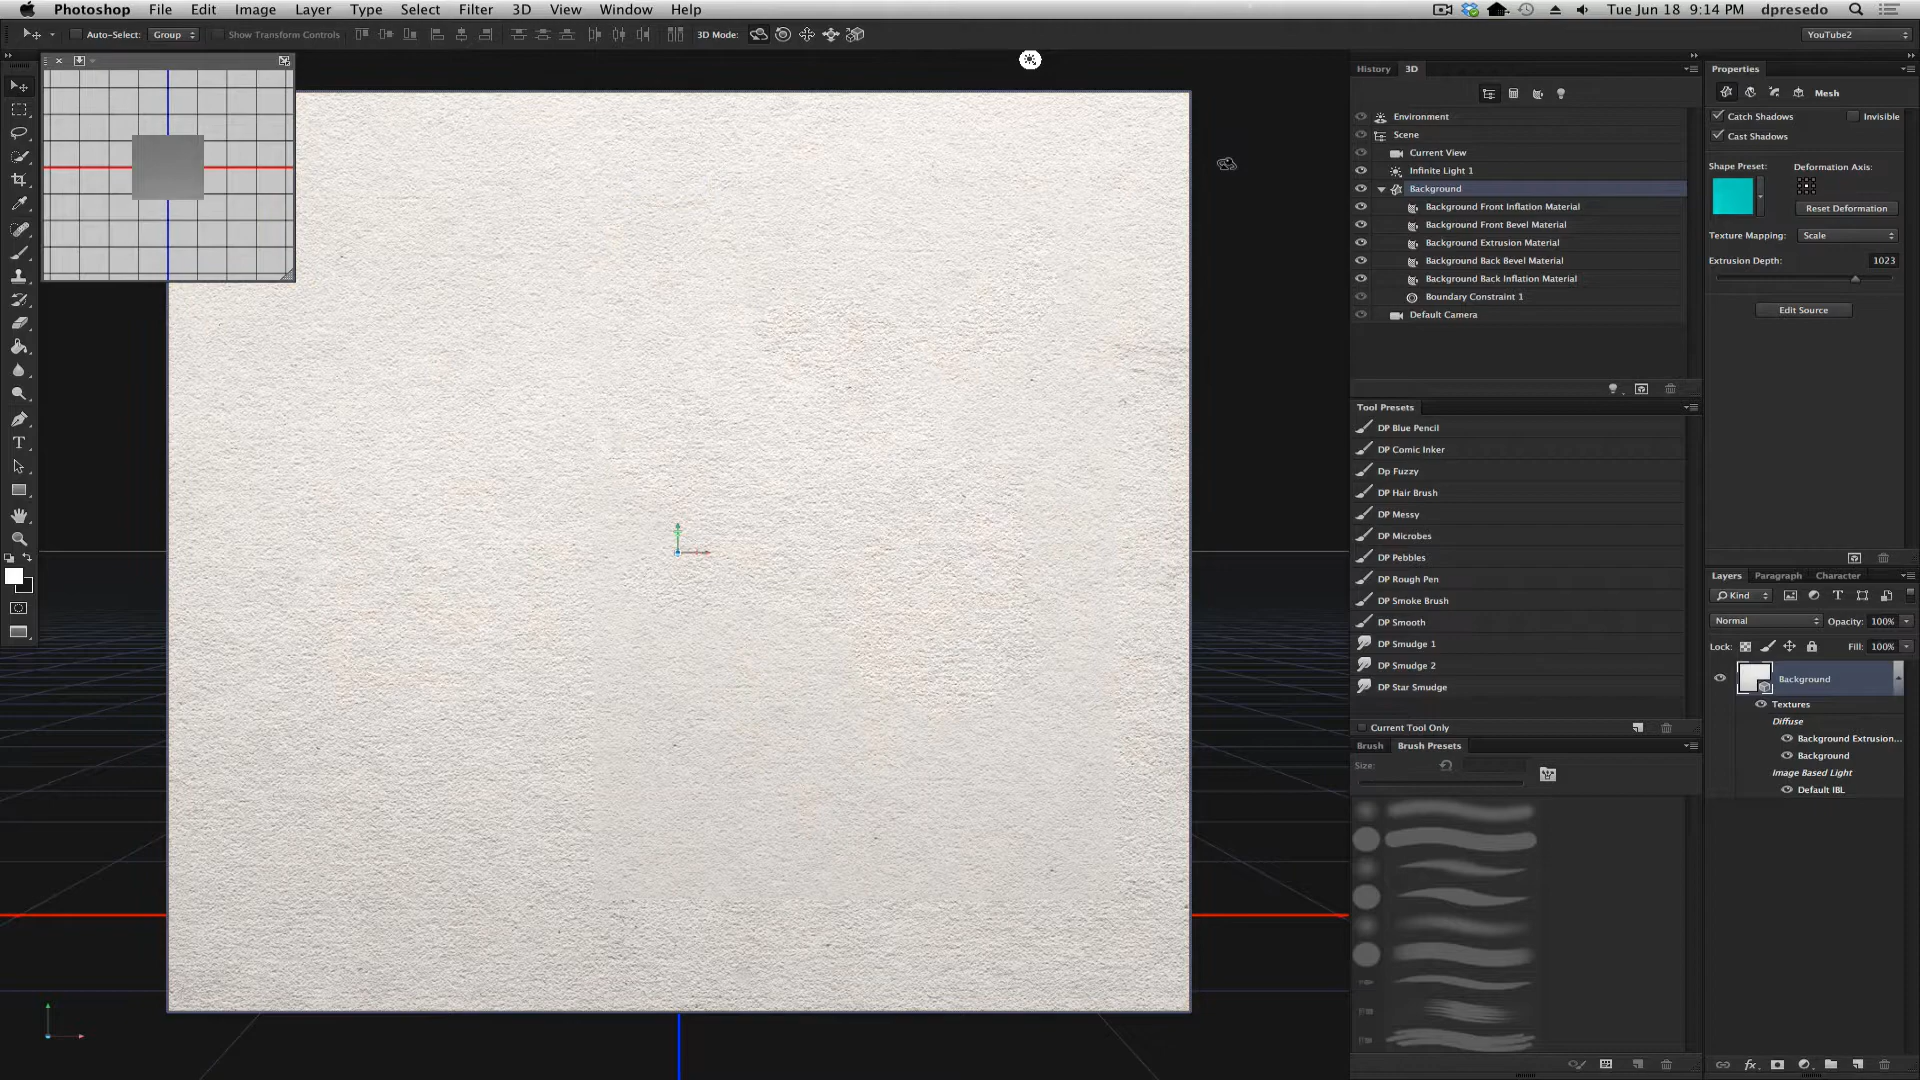 Photoshop File Edit Image Layer Type Select Filter 3D View Window Help Tue Jun 18 9:14 PM dpresedo
Auto-Select: Group Show Transform Controls 3D Mode: YouTube2
History 3D
Environment
Scene
Current View
Infinite Light 1
Background
Background Front Inflation Material
Background Front Bevel Material
Background Extrusion Material
Background Back Bevel Material
Background Back Inflation Material
Boundary Constraint 1
Default Camera
Tool Presets
DP Blue Pencil
DP Comic Inker
Dp Fuzzy
DP Hair Brush
DP Messy
DP Microbes
DP Pebbles
DP Rough Pen
DP Smoke Brush
DP Smooth
DP Smudge 1
DP Smudge 2
DP Star Smudge
Current Tool Only
Brush Brush Presets
Size:
Properties
Mesh
Catch Shadows Invisible
Cast Shadows
Shape Preset: Deformation Axis:
Reset Deformation
Texture Mapping: Scale
Extrusion Depth: 1023
Edit Source
Layers Paragraph Character
Kind
Normal Opacity: 100%
Lock: Fill: 100%
Background
Textures
Diffuse
Background Extrusion...
Background
Image Based Light
Default IBL